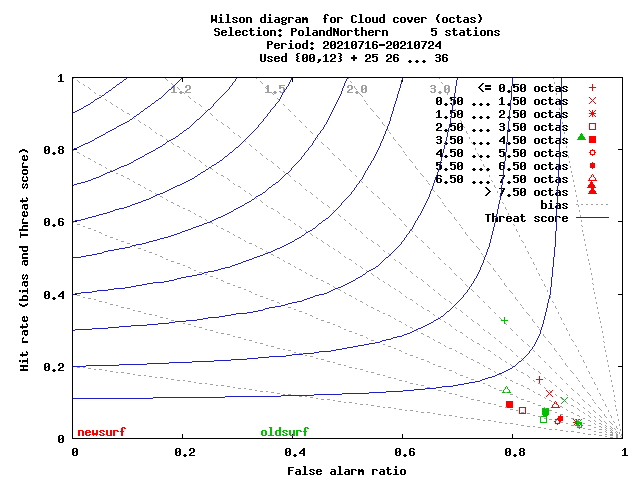 Wilson diagram  for Cloud cover (octas)
Selection: PolandNorthern      5 stations
Period: 20210716-20210724
Used {00,12} + 25 26 ... 36
1.2 1.5 2.0 3.0
<= 0.50 octas
0.50 ... 1.50 octas
1.50 ... 2.50 octas
2.50 ... 3.50 octas
3.50 ... 4.50 octas
4.50 ... 5.50 octas
5.50 ... 6.50 octas
6.50 ... 7.50 octas
> 7.50 octas
bias
Threat score
Hit rate (bias and Threat score)
1
0.8
0.6
0.4
0.2
0
newsurf oldsurf
0 0.2 0.4 0.6 0.8 1
False alarm ratio